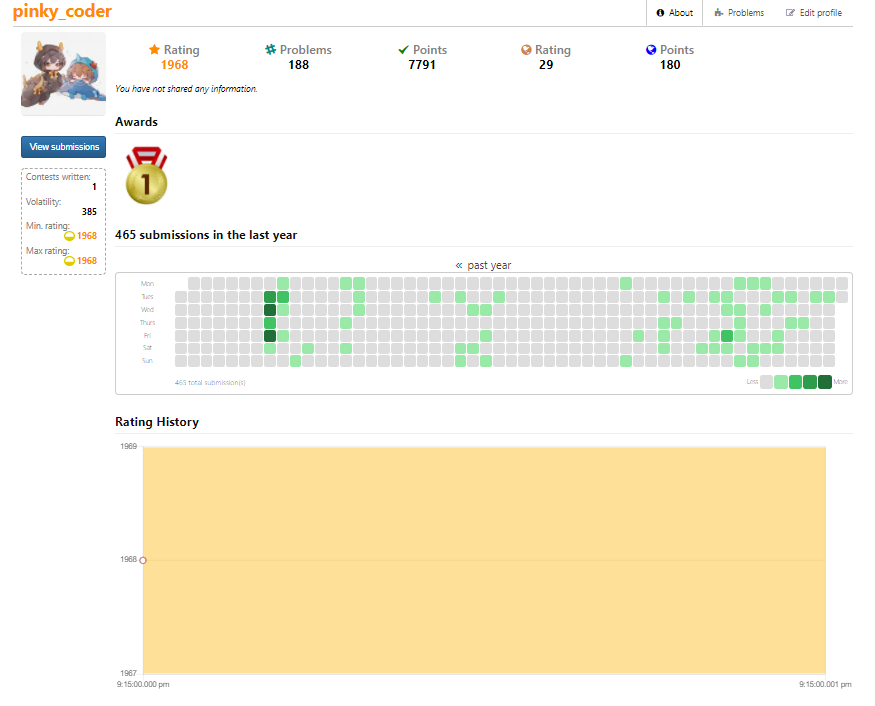 pinky_coder
About Problems Edit profile
Rating Problems Points Rating Points
1968 188 7791 29 180
You have not shared any information.
Awards
1
View submissions
Contests written:
1
Volatility:
385
Min. rating:
1968
Max rating:
1968
465 submissions in the last year
« past year
Mon
Tues
Wed
Thurs
Fri
Sat
Sun
465 total submission(s)
Less More
Rating History
1969
1968
1967
9:15:00.000 pm 9:15:00.001 pm